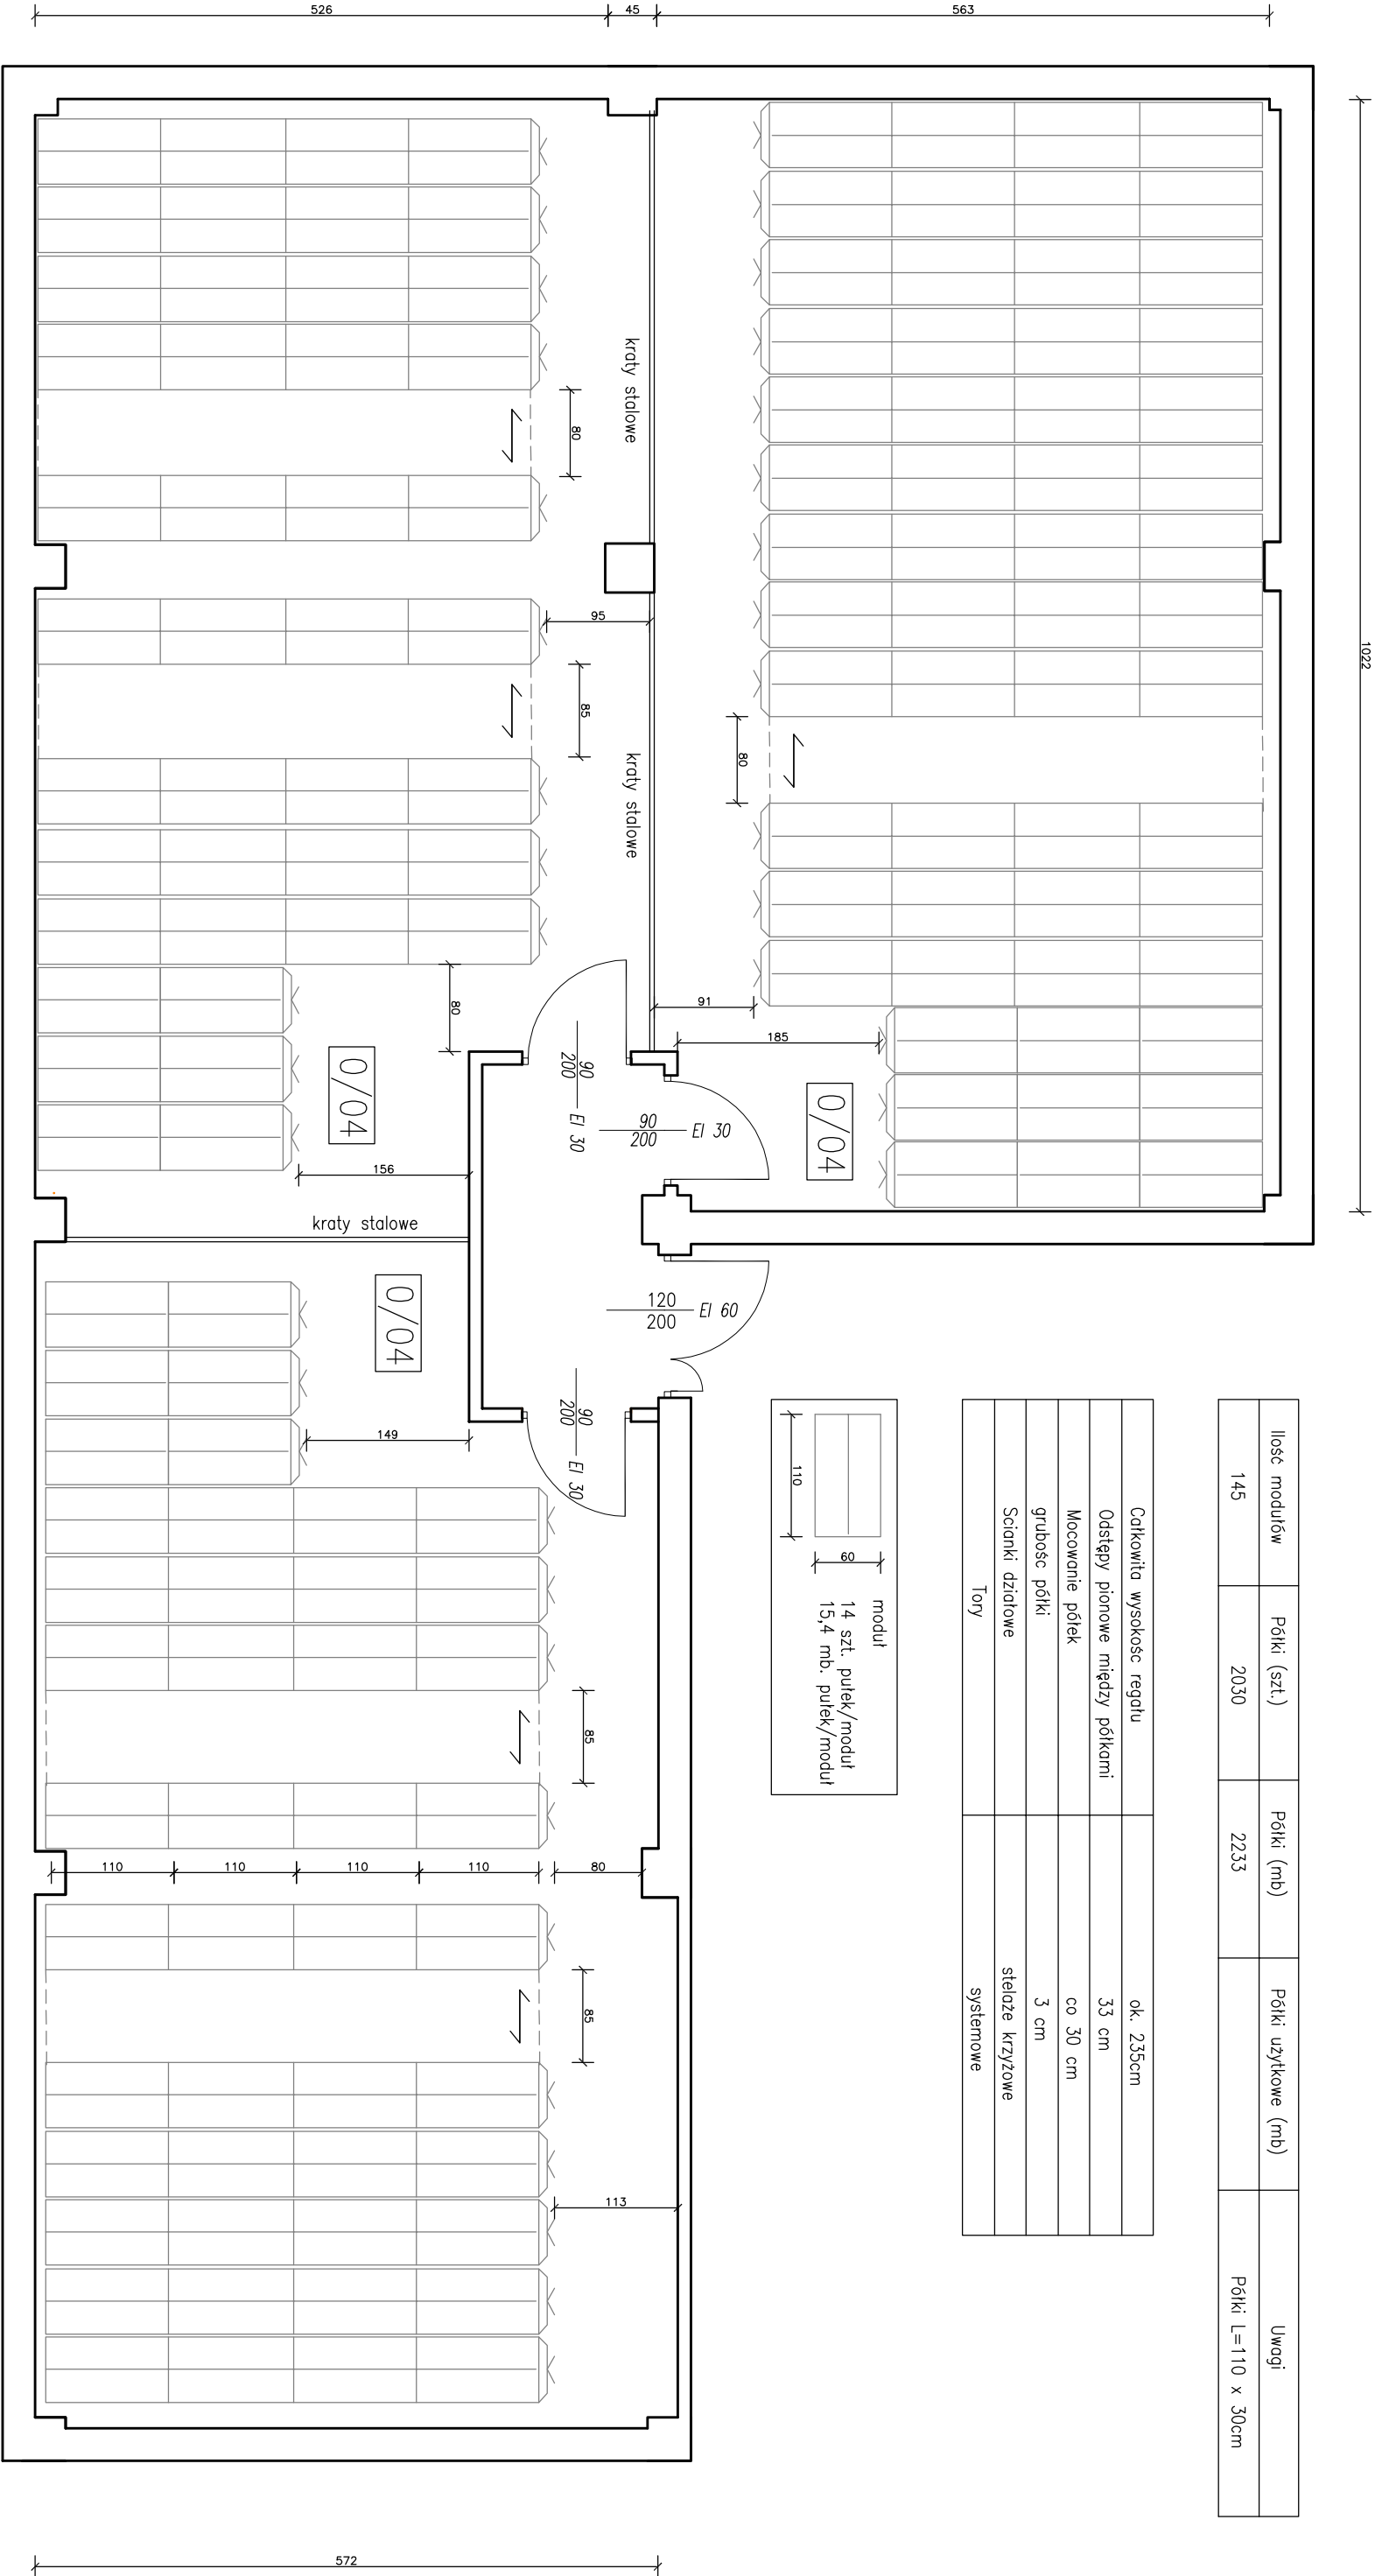 526
45
563
1022
kraty stalowe
80
95
85
kraty stalowe
80
91
185
80
0/04
0/04
90
200
EI 30
90
200
EI 30
156
kraty stalowe
0/04
120
200
EI 60
149
90
200
EI 30
85
110
110
110
110
80
85
113
572
110
60
moduł
14 szt. pułek/moduł
15,4 mb. pułek/moduł
Całkowita wysokośc regału
ok. 235cm
Odstępy pionowe między półkami
33 cm
Mocowanie półek
co 30 cm
grubośc półki
3 cm
Scianki działowe
stelaże krzyżowe
Tory
systemowe
Ilość modułów
Półki (szt.)
Półki (mb)
Półki użytkowe (mb)
Uwagi
145
2030
2233
Półki L=110 x 30cm